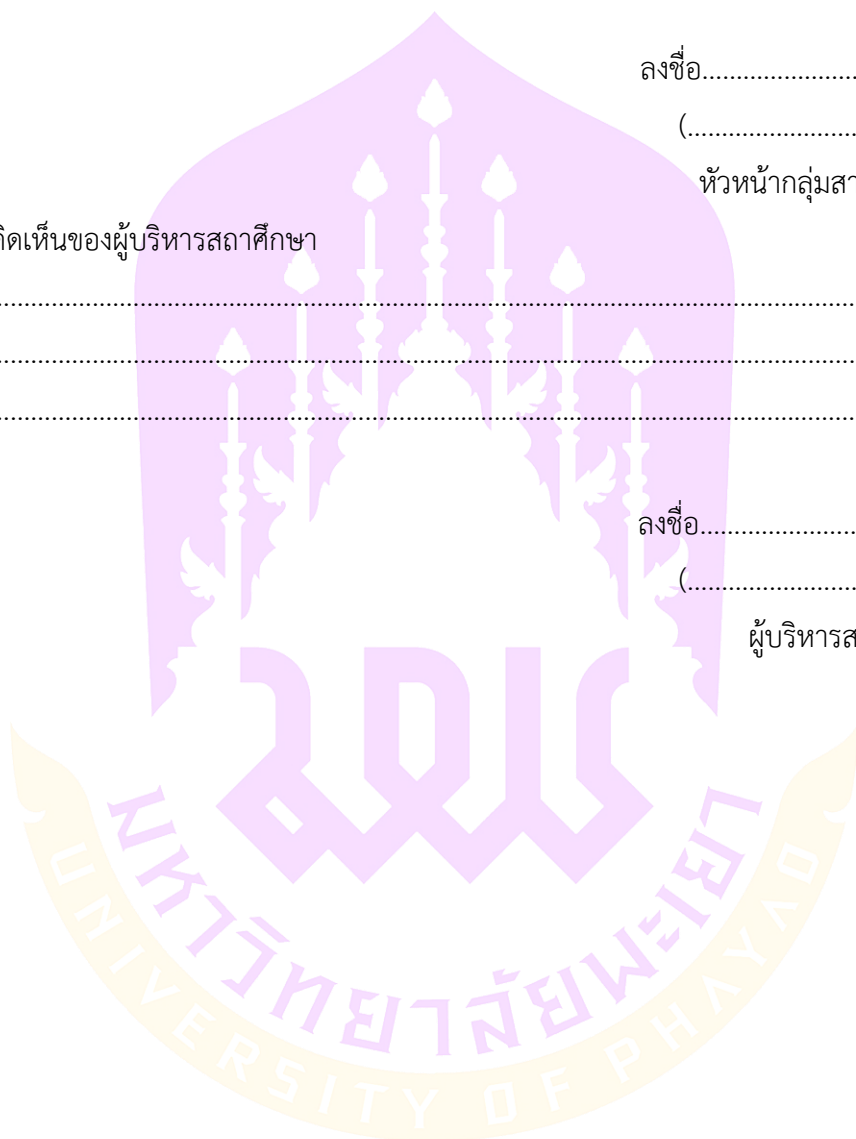 ลงชื่อ.......................
(.........................
หัวหน้ากลุ่มสา
คิดเห็นของผู้บริหารสถาศึกษา
....................................................................................................................................
....................................................................................................................................
....................................................................................................................................
ลงชื่อ.......................
(.........................
ผู้บริหารส
มหาวิทยาลัยพะเยา
UNIVERSITY OF PHAYAO